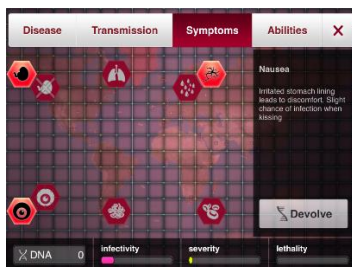 Disease Transmission Symptoms Abilities X
Nausea
Irritated stomach lining
leads to discomfort. Slight
chance of infection when
kissing
Devolve
DNA 0 infectivity severity lethality